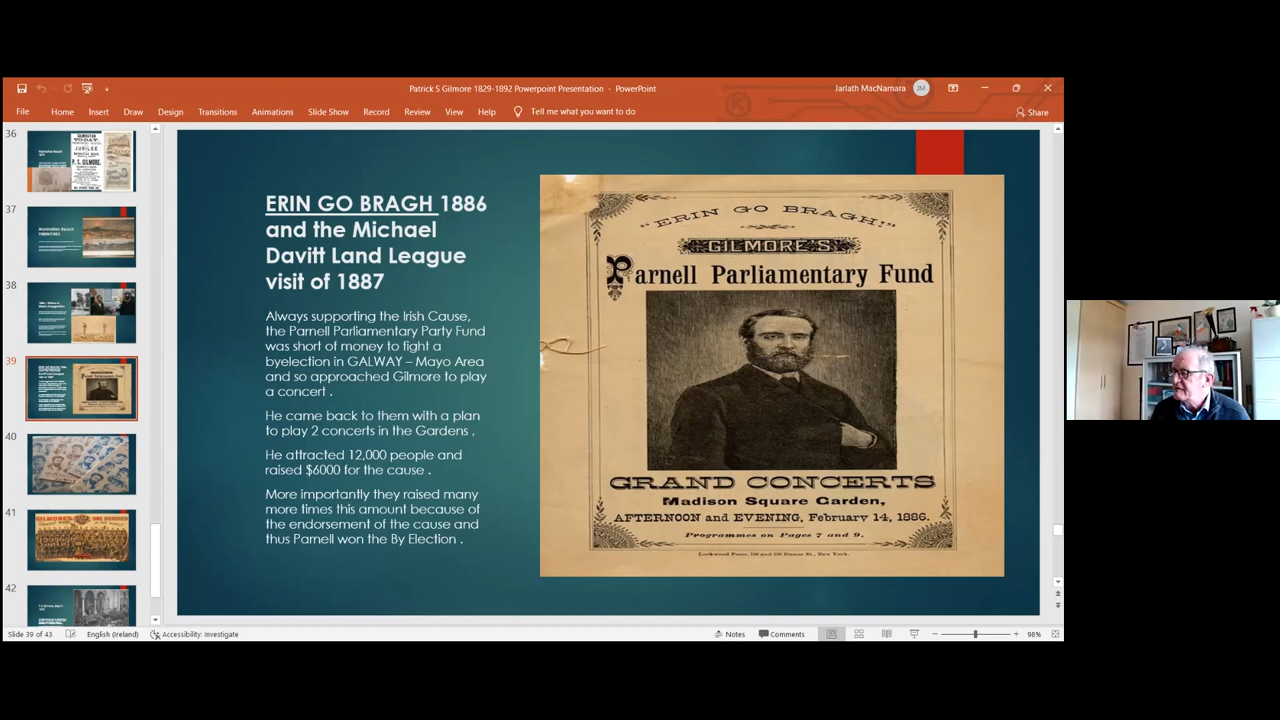 Patrick S Gilmore 1829-1892 Powerpoint Presentation - PowerPoint
Jarlath MacNamara
JM
File Home Insert Draw Design Transitions Animations Slide Show Record Review View Help Tell me what you want to do
Share
36
37
38
39
40
41
42
ERIN GO BRAGH 1886
and the Michael
Davitt Land League
visit of 1887
Always supporting the Irish Cause,
the Parnell Parliamentary Party Fund
was short of money to fight a
byelection in GALWAY – Mayo Area
and so approached Gilmore to play
a concert .
He came back to them with a plan
to play 2 concerts in the Gardens ,
He attracted 12,000 people and
raised $6000 for the cause .
More importantly they raised many
more times this amount because of
the endorsement of the cause and
thus Parnell won the By Election .
"ERIN GO BRAGH!"
GILMORE'S
Parnell Parliamentary Fund
GRAND CONCERTS
Madison Square Garden,
AFTERNOON and EVENING, February 14, 1886.
Programmes on Pages 7 and 9.
Slide 39 of 43 English (Ireland) Accessibility: Investigate
Notes Comments 98%